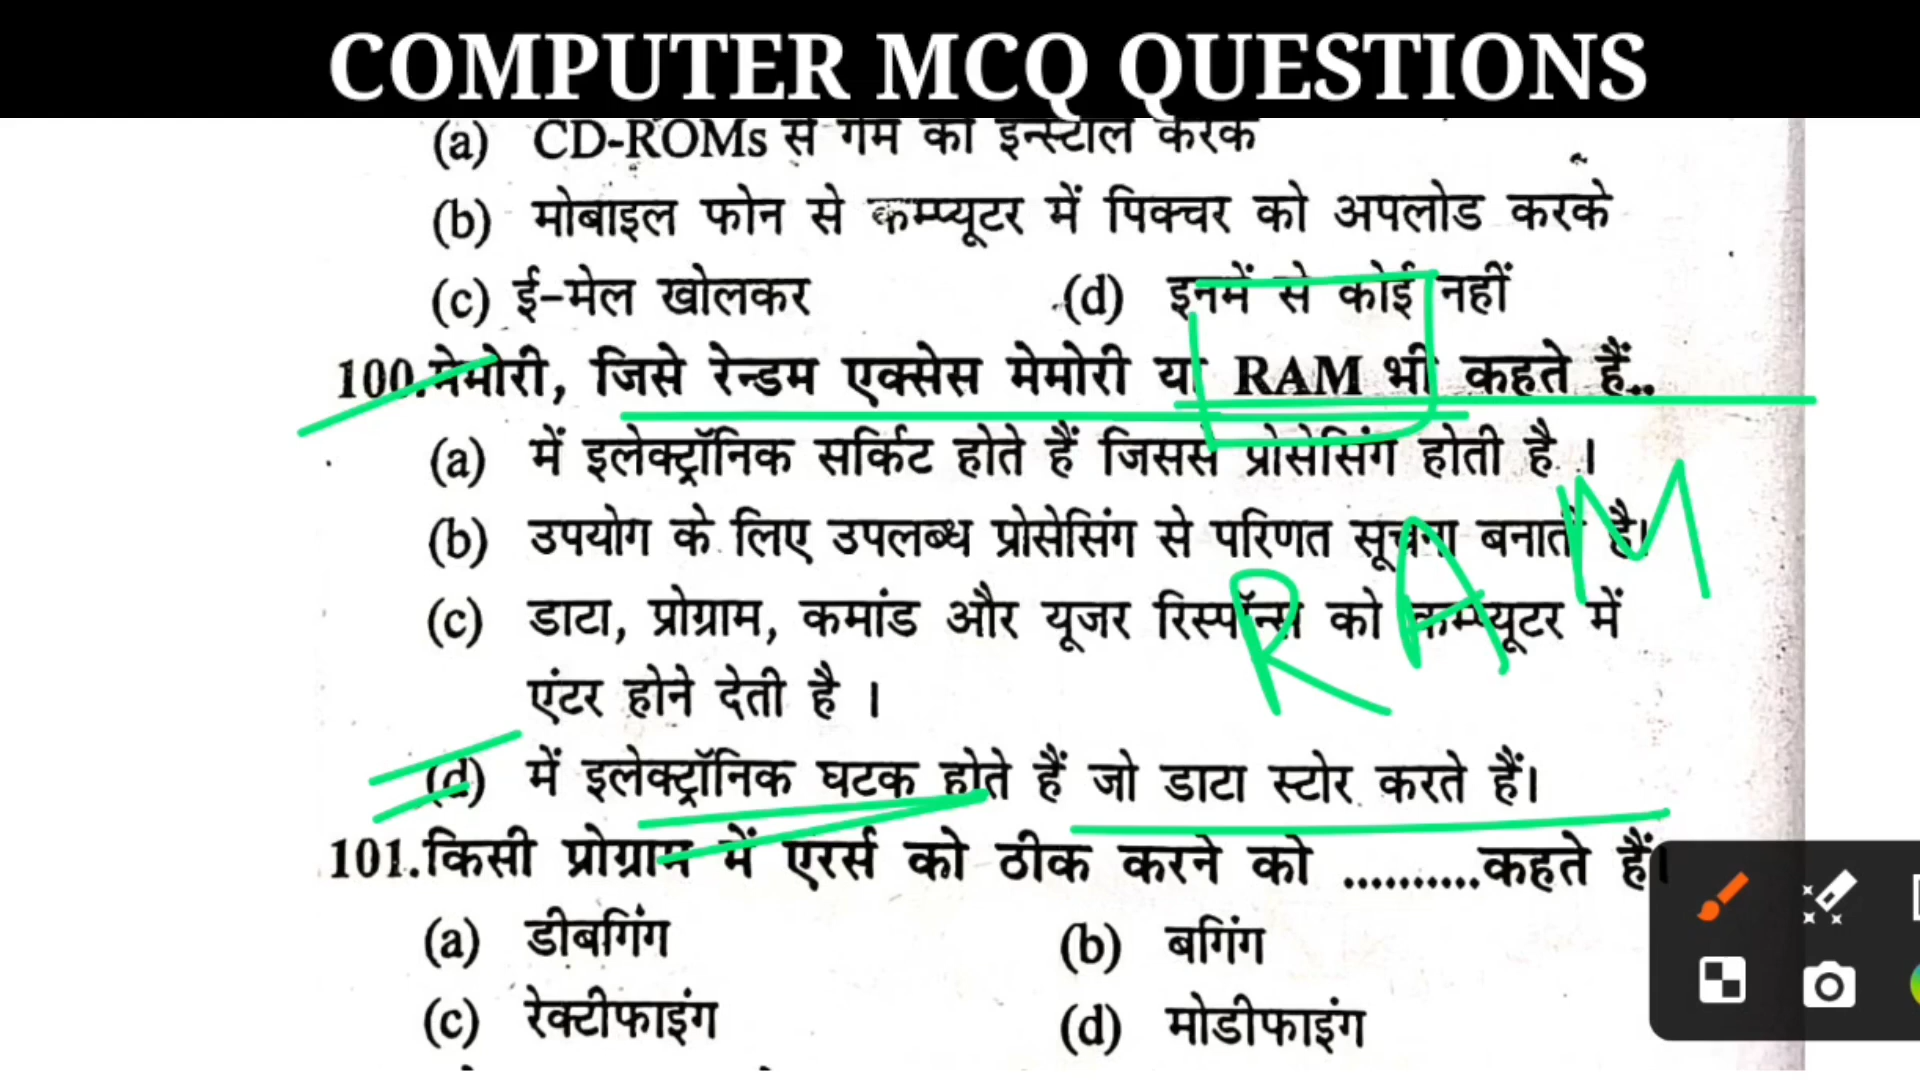 COMPUTER MCQ QUESTIONS
(a) CD-ROMs से गेम को इन्स्टॉल करके
(b) मोबाइल फोन से कम्प्यूटर में पिक्चर को अपलोड करके
(c) ई-मेल खोलकर (d) इनमें से कोई नहीं
100. मेमोरी, जिसे रेन्डम एक्सेस मेमोरी या RAM भी कहते हैं..
(a) में इलेक्ट्रॉनिक सर्किट होते हैं जिससे प्रोसेसिंग होती है ।
(b) उपयोग के लिए उपलब्ध प्रोसेसिंग से परिणत सूचना बनाती है।
(c) डाटा, प्रोग्राम, कमांड और यूजर रिस्पॉन्स को कम्प्यूटर में
एंटर होने देती है ।
RAM
(d) में इलेक्ट्रॉनिक घटक होते हैं जो डाटा स्टोर करते हैं।
101. किसी प्रोग्राम में एरर्स को ठीक करने को ..........कहते हैं।
(a) डीबगिंग (b) बगिंग
(c) रेक्टीफाइंग (d) मोडीफाइंग